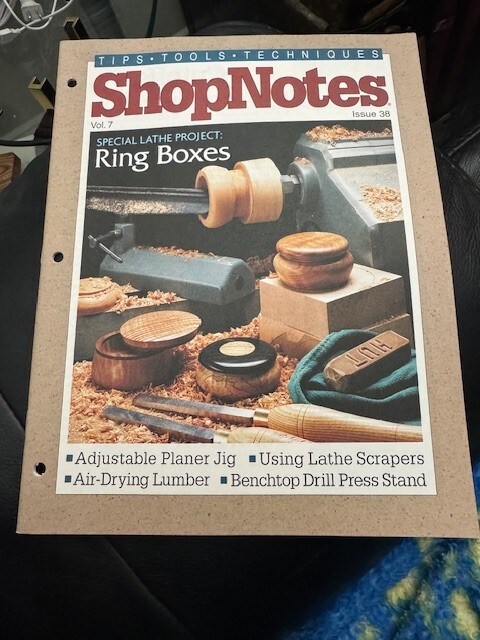 TIPS • TOOLS • TECHNIQUES
ShopNotes®
Vol. 7 Issue 38
SPECIAL LATHE PROJECT:
Ring Boxes
HUT
■ Adjustable Planer Jig ■ Using Lathe Scrapers
■ Air-Drying Lumber ■ Benchtop Drill Press Stand